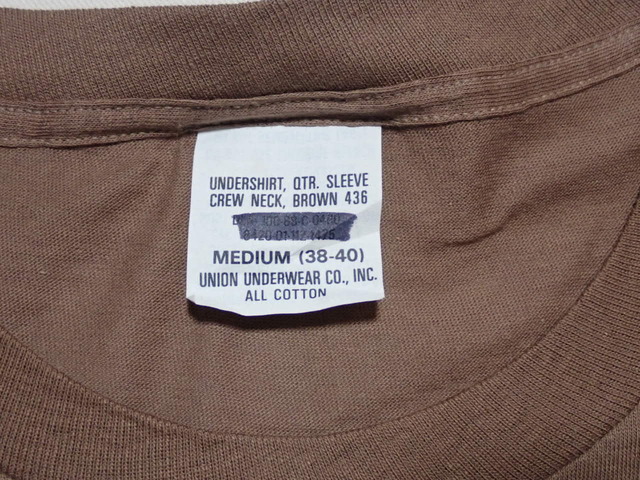 UNDERSHIRT, QTR. SLEEVE
CREW NECK, BROWN 436
MEDIUM (38-40)
UNION UNDERWEAR CO., INC.
ALL COTTON